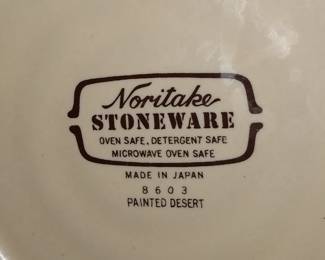 Noritake
STONEWARE
OVEN SAFE, DETERGENT SAFE
MICROWAVE OVEN SAFE
MADE IN JAPAN
8603
PAINTED DESERT